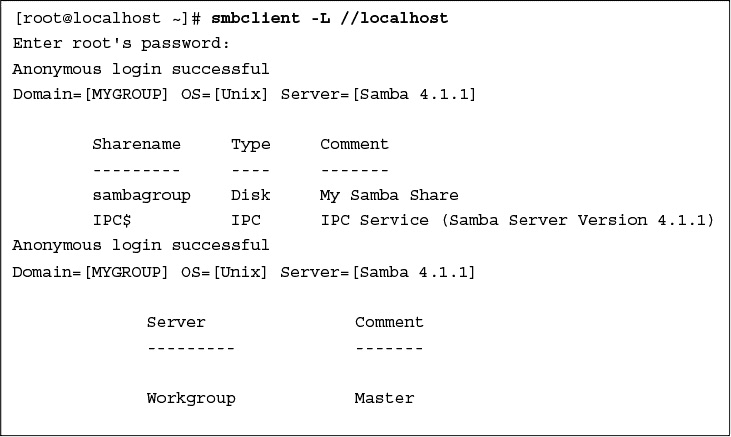 [root@localhost ~]# smbclient -L //localhost
Enter root's password:
Anonymous login successful
Domain=[MYGROUP] OS=[Unix] Server=[Samba 4.1.1]
Sharename Type Comment
--------- ---- -------
sambagroup Disk My Samba Share
IPC$ IPC IPC Service (Samba Server Version 4.1.1)
Anonymous login successful
Domain=[MYGROUP] OS=[Unix] Server=[Samba 4.1.1]
Server Comment
--------- -------
Workgroup Master